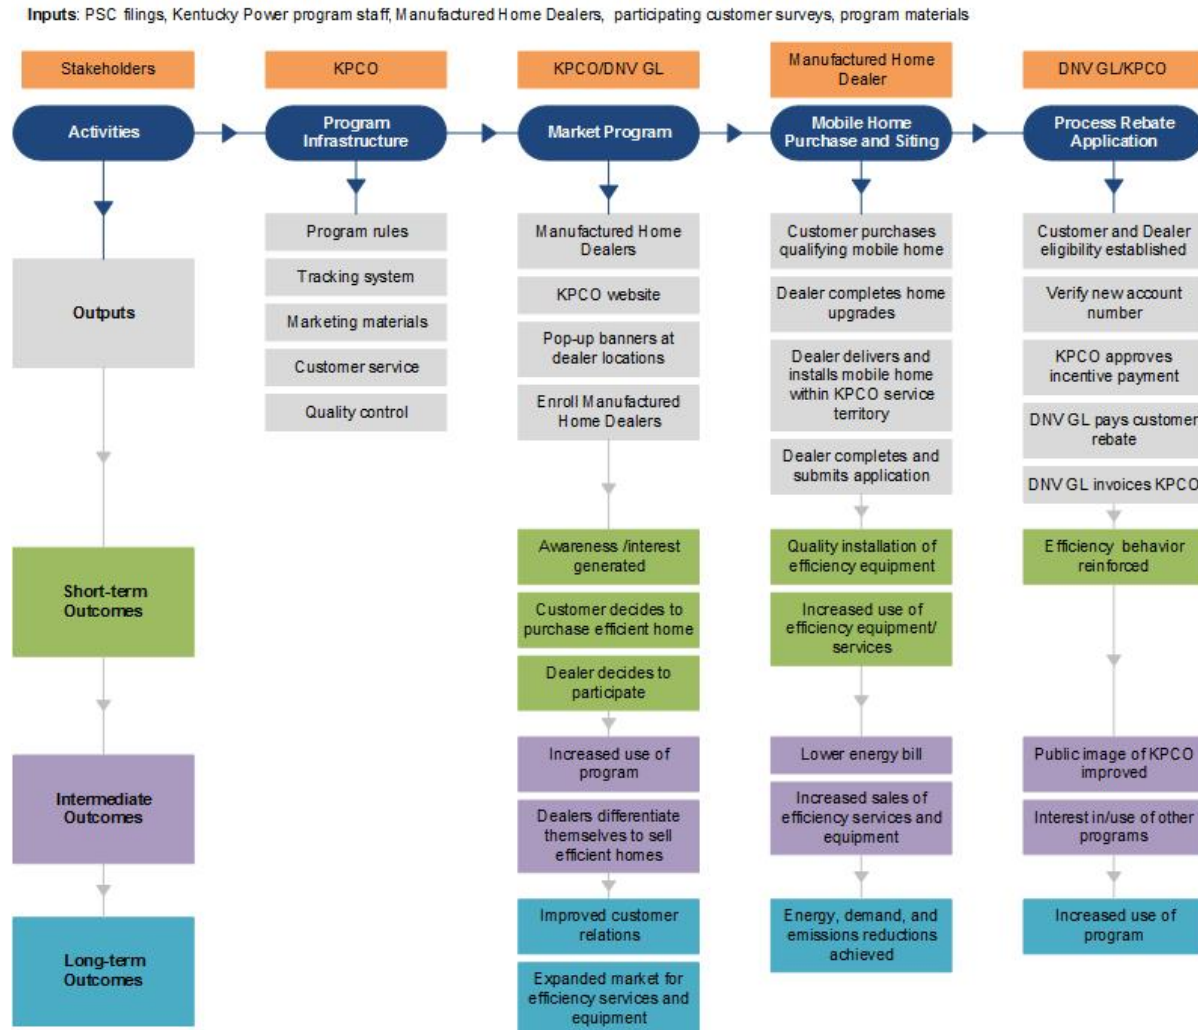 Inputs: PSC filings, Kentucky Power program staff, Manufactured Home Dealers, participating customer surveys, program materials
Stakeholders
KPCO
KPCO/DNV GL
Manufactured Home
Dealer
DNV GL/KPCO
Activities
Program
Infrastructure
Market Program
Mobile Home
Purchase and Siting
Process Rebate
Application
Outputs
Program rules
Tracking system
Marketing materials
Customer service
Quality control
Manufactured Home
Dealers
KPCO website
Pop-up banners at
dealer locations
Enroll Manufactured
Home Dealers
Customer purchases
qualifying mobile home
Dealer completes home
upgrades
Dealer delivers and
installs mobile home
within KPCO service
territory
Dealer completes and
submits application
Customer and Dealer
eligibility established
Verify new account
number
KPCO approves
incentive payment
DNV GL pays customer
rebate
DNV GL invoices KPCO
Short-term
Outcomes
Awareness /interest
generated
Customer decides to
purchase efficient home
Dealer decides to
participate
Quality installation of
efficiency equipment
Increased use of
efficiency equipment/
services
Efficiency behavior
reinforced
Intermediate
Outcomes
Increased use of
program
Dealers differentiate
themselves to sell
efficient homes
Lower energy bill
Increased sales of
efficiency services and
equipment
Public image of KPCO
improved
Interest in/use of other
programs
Long-term
Outcomes
Improved customer
relations
Expanded market for
efficiency services and
equipment
Energy, demand, and
emissions reductions
achieved
Increased use of
program